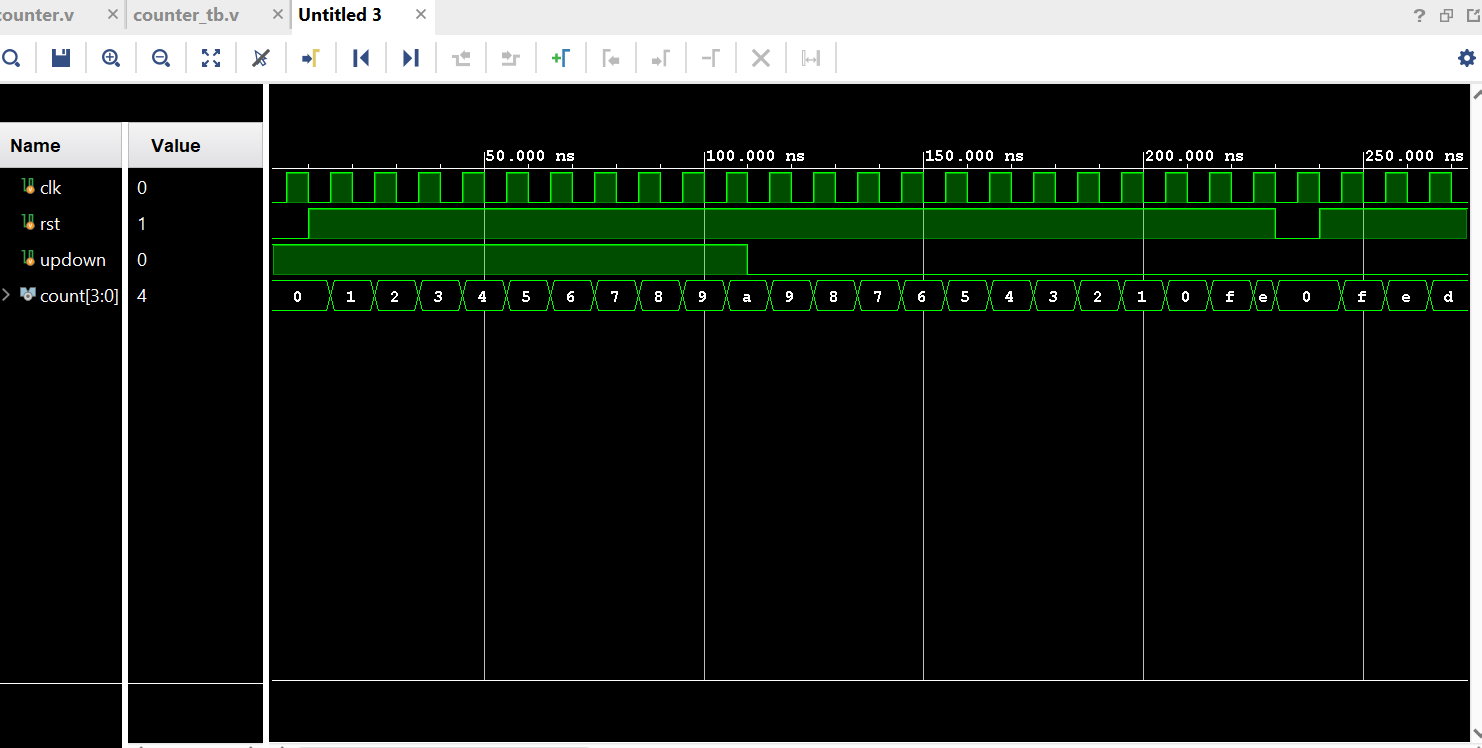 counter.v × counter_tb.v × Untitled 3 × ?
Name Value
50.000 ns 100.000 ns 150.000 ns 200.000 ns 250.000 ns
clk 0
rst 1
updown 0
count[3:0] 4 0 1 2 3 4 5 6 7 8 9 a 9 8 7 6 5 4 3 2 1 0 f e 0 f e d